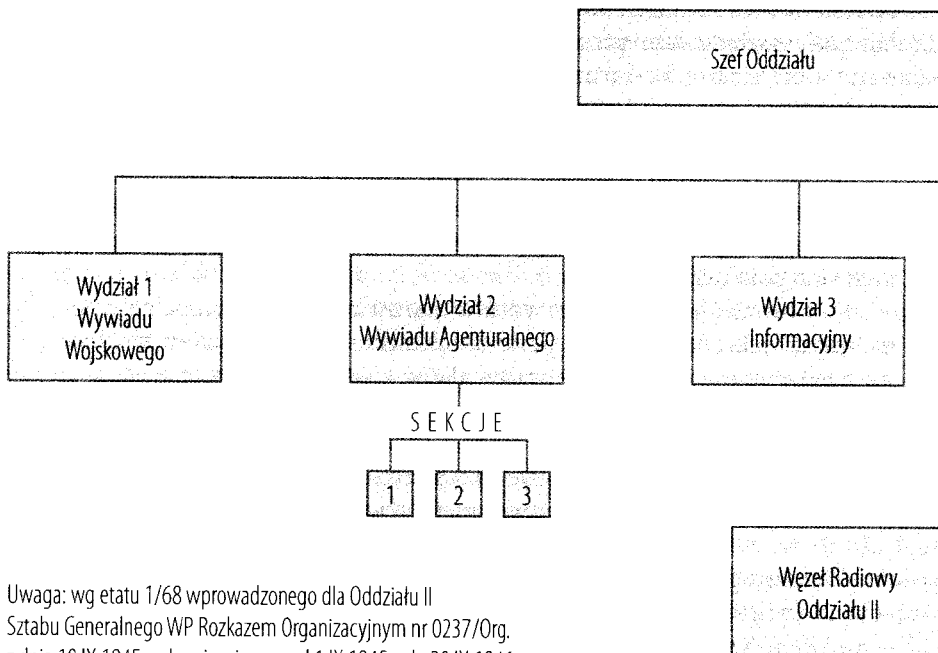 Szef Oddziału
Wydział 1
Wywiadu
Wojskowego
Wydział 2
Wywiadu Agenturalnego
Wydział 3
Informacyjny
SEKCJE
1 2 3
Węzeł Radiowy
Oddziału II
Uwaga: wg etatu 1/68 wprowadzonego dla Oddziału II
Sztabu Generalnego WP Rozkazem Organizacyjnym nr 0237/Org.